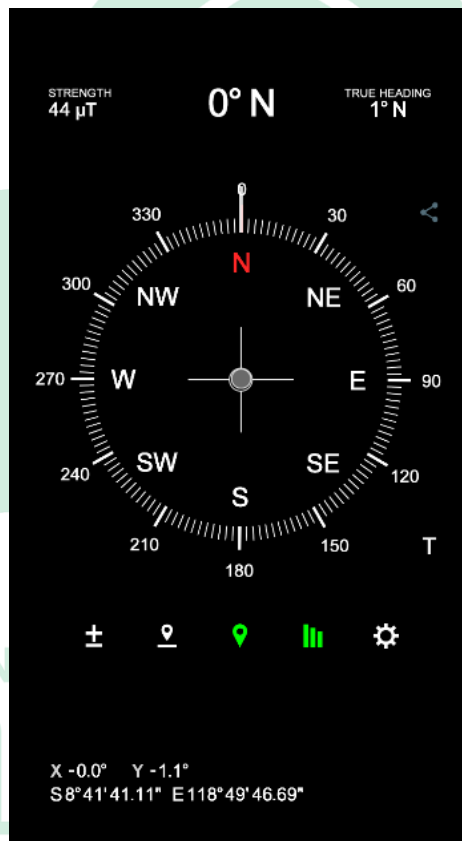 STRENGTH
44 µT
0° N
TRUE HEADING
1° N
0
330
30
N
300
60
NW
NE
270
W
E
90
SW
SE
240
120
S
210
150
180
T
X -0.0° Y -1.1°
S 8°41'41.11" E 118°49'46.69"